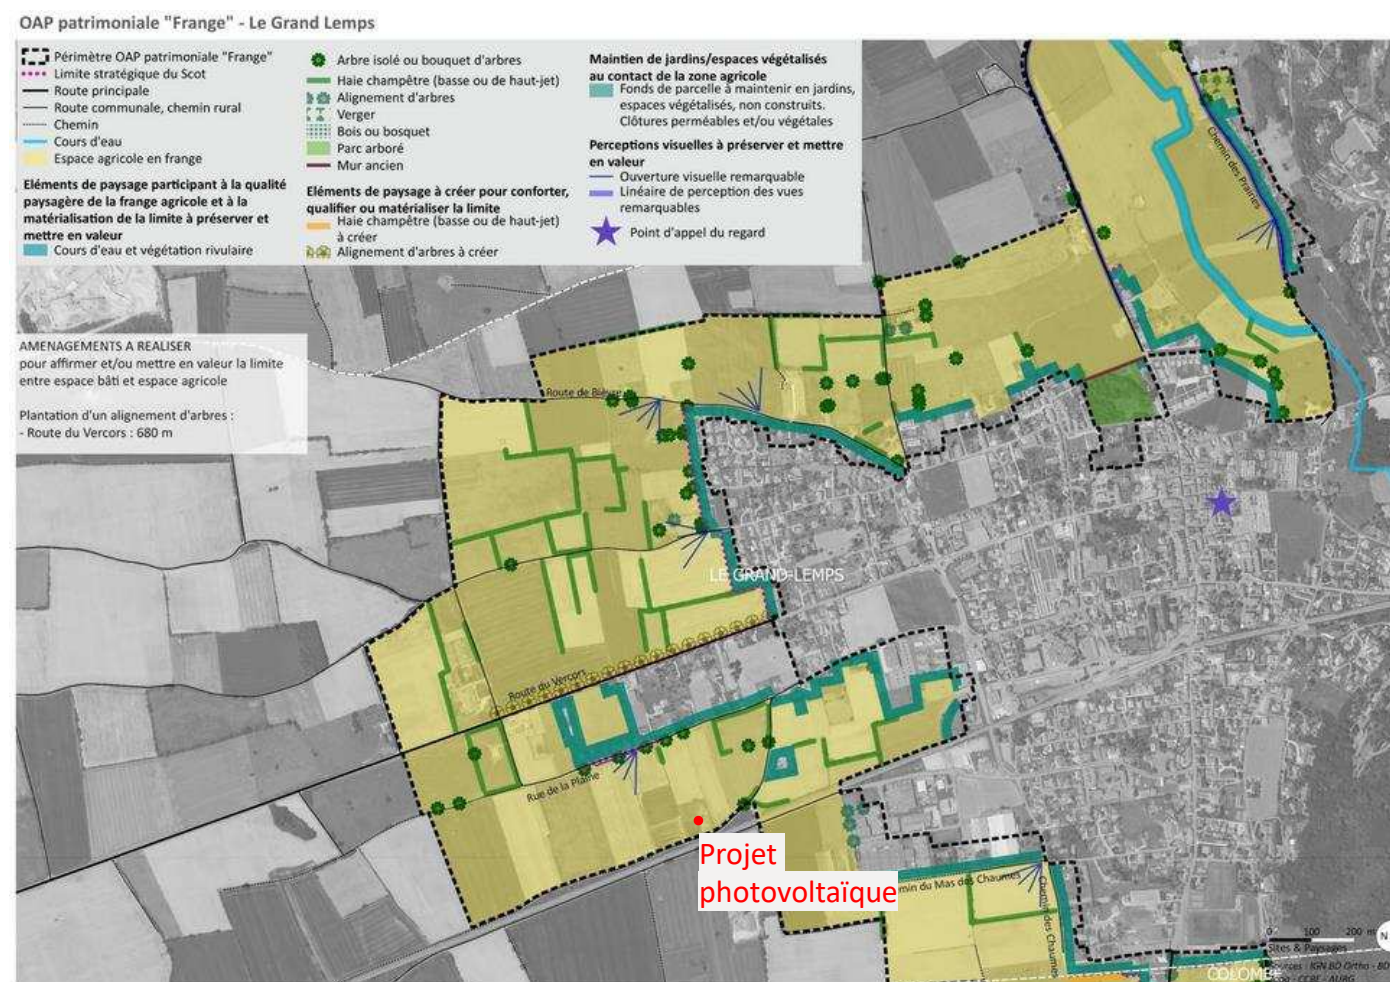 OAP patrimoniale "Frange" - Le Grand Lemps
Périmètre OAP patrimoniale "Frange"
Limite stratégique du Scot
Route principale
Route communale, chemin rural
Chemin
Cours d'eau
Espace agricole en frange
Eléments de paysage participant à la qualité
paysagère de la frange agricole et à la
matérialisation de la limite à préserver et
mettre en valeur
Cours d'eau et végétation rivulaire
Arbre isolé ou bouquet d'arbres
Haie champêtre (basse ou de haut-jet)
Alignement d'arbres
Verger
Bois ou bosquet
Parc arboré
Mur ancien
Eléments de paysage à créer pour conforter,
qualifier ou matérialiser la limite
Haie champêtre (basse ou de haut-jet)
à créer
Alignement d'arbres à créer
Maintien de jardins/espaces végétalisés
au contact de la zone agricole
Fonds de parcelle à maintenir en jardins,
espaces végétalisés, non construits.
Clôtures perméables et/ou végétales
Perceptions visuelles à préserver et mettre
en valeur
Ouverture visuelle remarquable
Linéaire de perception des vues
remarquables
Point d'appel du regard
AMENAGEMENTS A REALISER
pour affirmer et/ou mettre en valeur la limite
entre espace bâti et espace agricole
Plantation d'un alignement d'arbres :
- Route du Vercors : 680 m
Chemin des Prairies
Route de Bièvre
LE GRAND-LEMPS
Route du Vercors
Rue de la Plaine
Projet
photovoltaïque
emin du Mas des Chaumes
Chemin des Chaumes
0 100 200 m
N
Sites & Paysages
Sources : IGN BD Ortho - BD
COLOMBE
CCBE - AURG